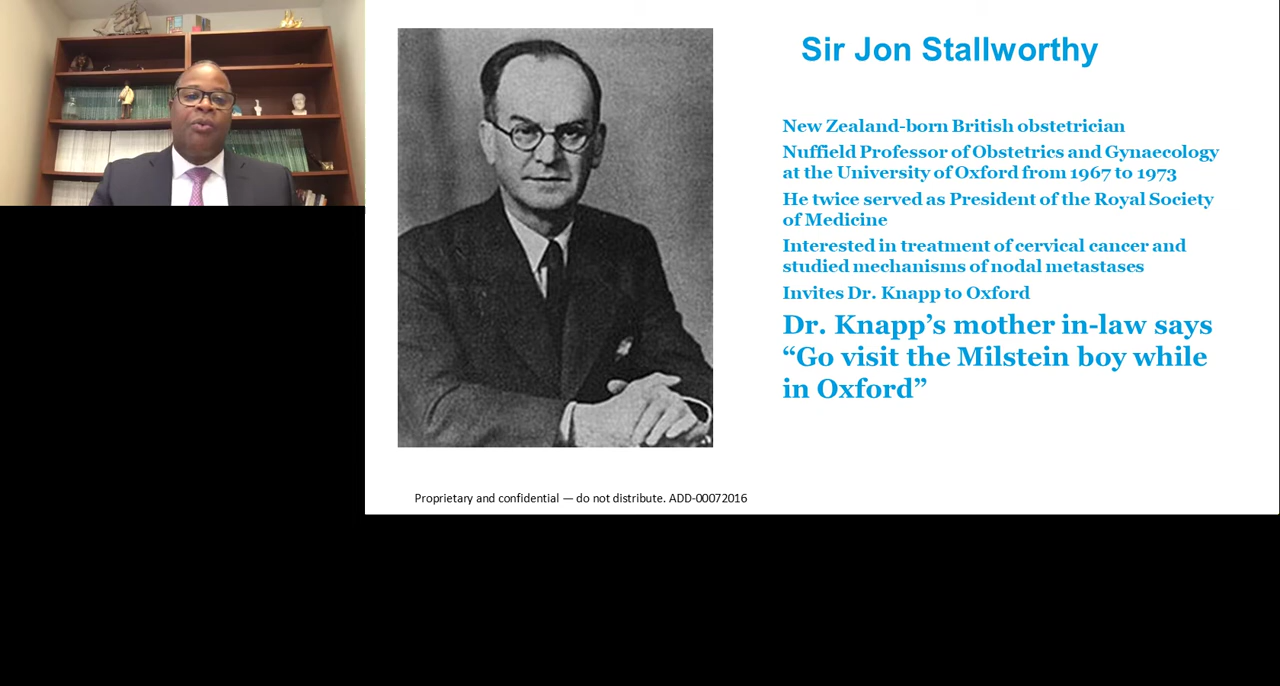 Sir Jon Stallworthy
New Zealand-born British obstetrician
Nuffield Professor of Obstetrics and Gynaecology
at the University of Oxford from 1967 to 1973
He twice served as President of the Royal Society
of Medicine
Interested in treatment of cervical cancer and
studied mechanisms of nodal metastases
Invites Dr. Knapp to Oxford
Dr. Knapp’s mother in-law says
“Go visit the Milstein boy while
in Oxford”
Proprietary and confidential — do not distribute. ADD-00072016